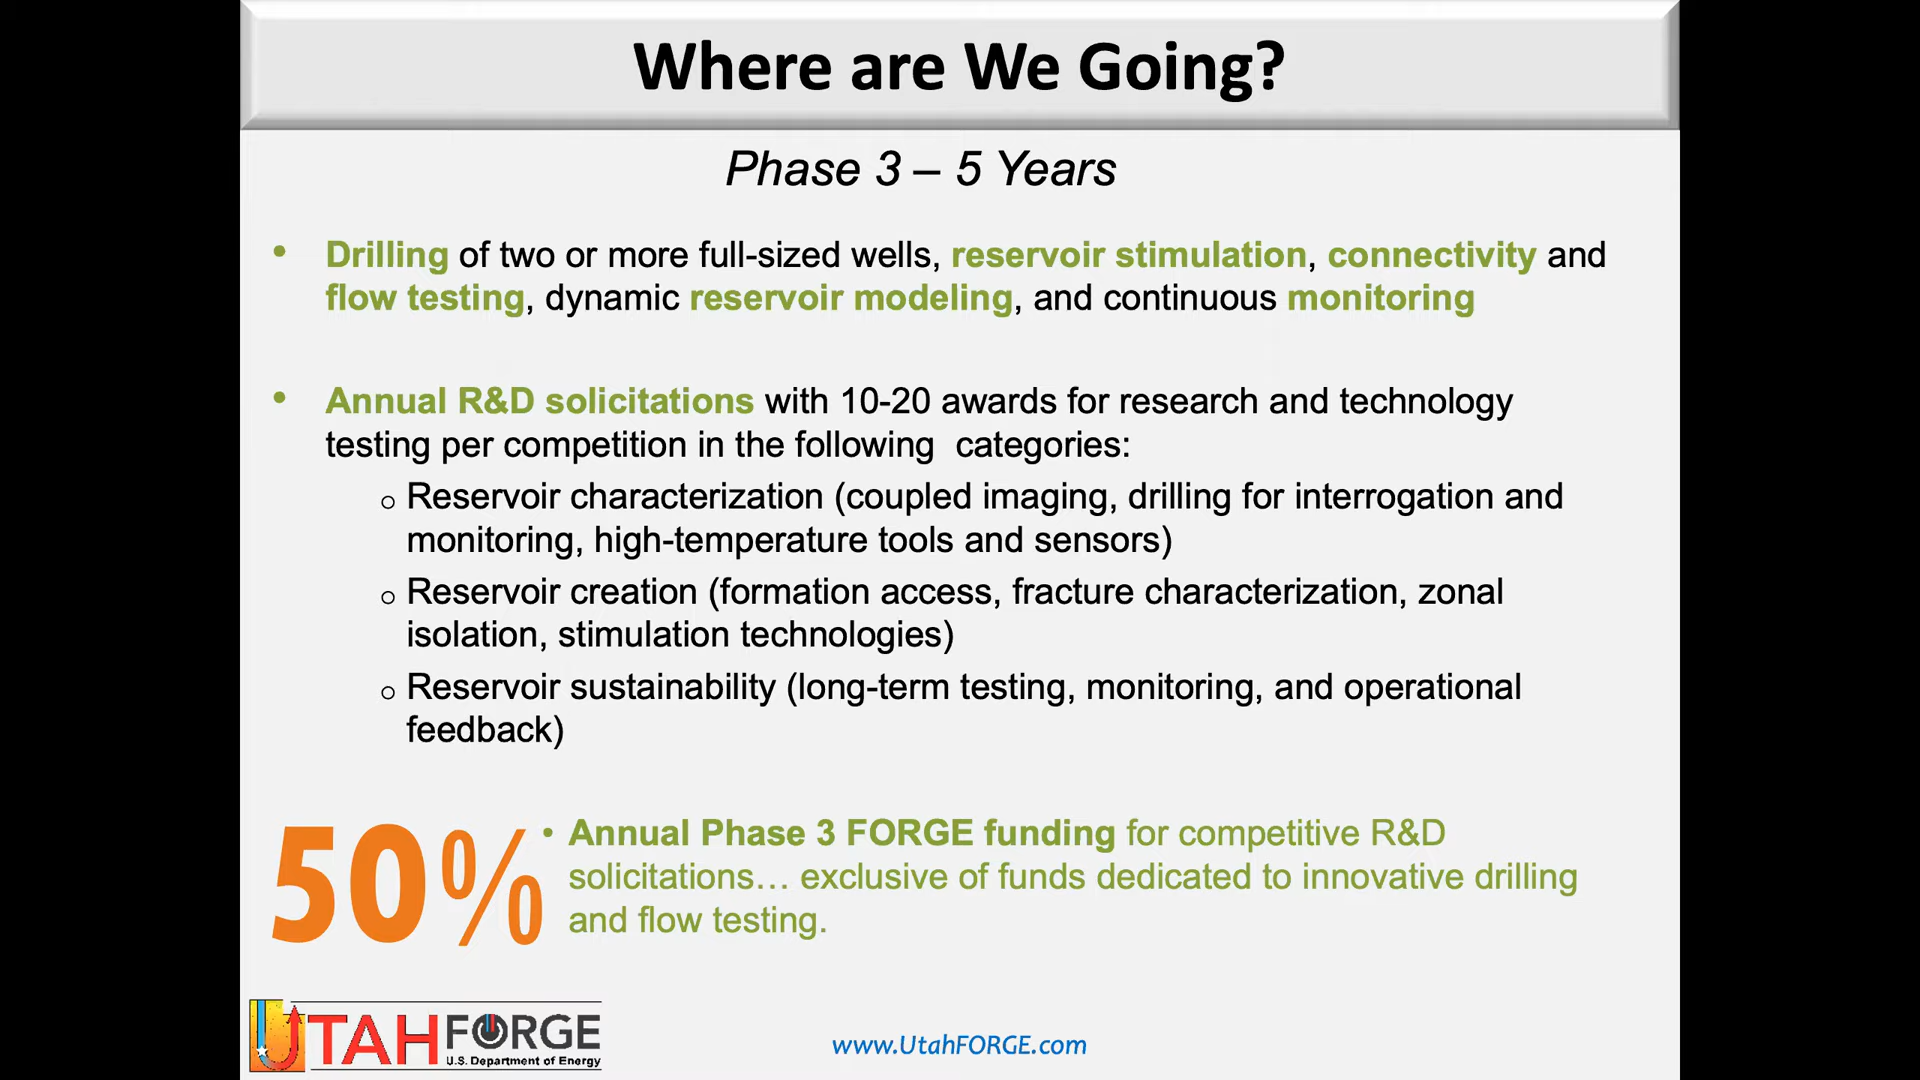 Where are We Going?
Phase 3 – 5 Years
• Drilling of two or more full-sized wells, reservoir stimulation, connectivity and
flow testing, dynamic reservoir modeling, and continuous monitoring
• Annual R&D solicitations with 10-20 awards for research and technology
testing per competition in the following  categories:
o Reservoir characterization (coupled imaging, drilling for interrogation and
monitoring, high-temperature tools and sensors)
o Reservoir creation (formation access, fracture characterization, zonal
isolation, stimulation technologies)
o Reservoir sustainability (long-term testing, monitoring, and operational
feedback)
50%
• Annual Phase 3 FORGE funding for competitive R&D
solicitations… exclusive of funds dedicated to innovative drilling
and flow testing.
UTAH FORGE
U.S. Department of Energy
www.UtahFORGE.com